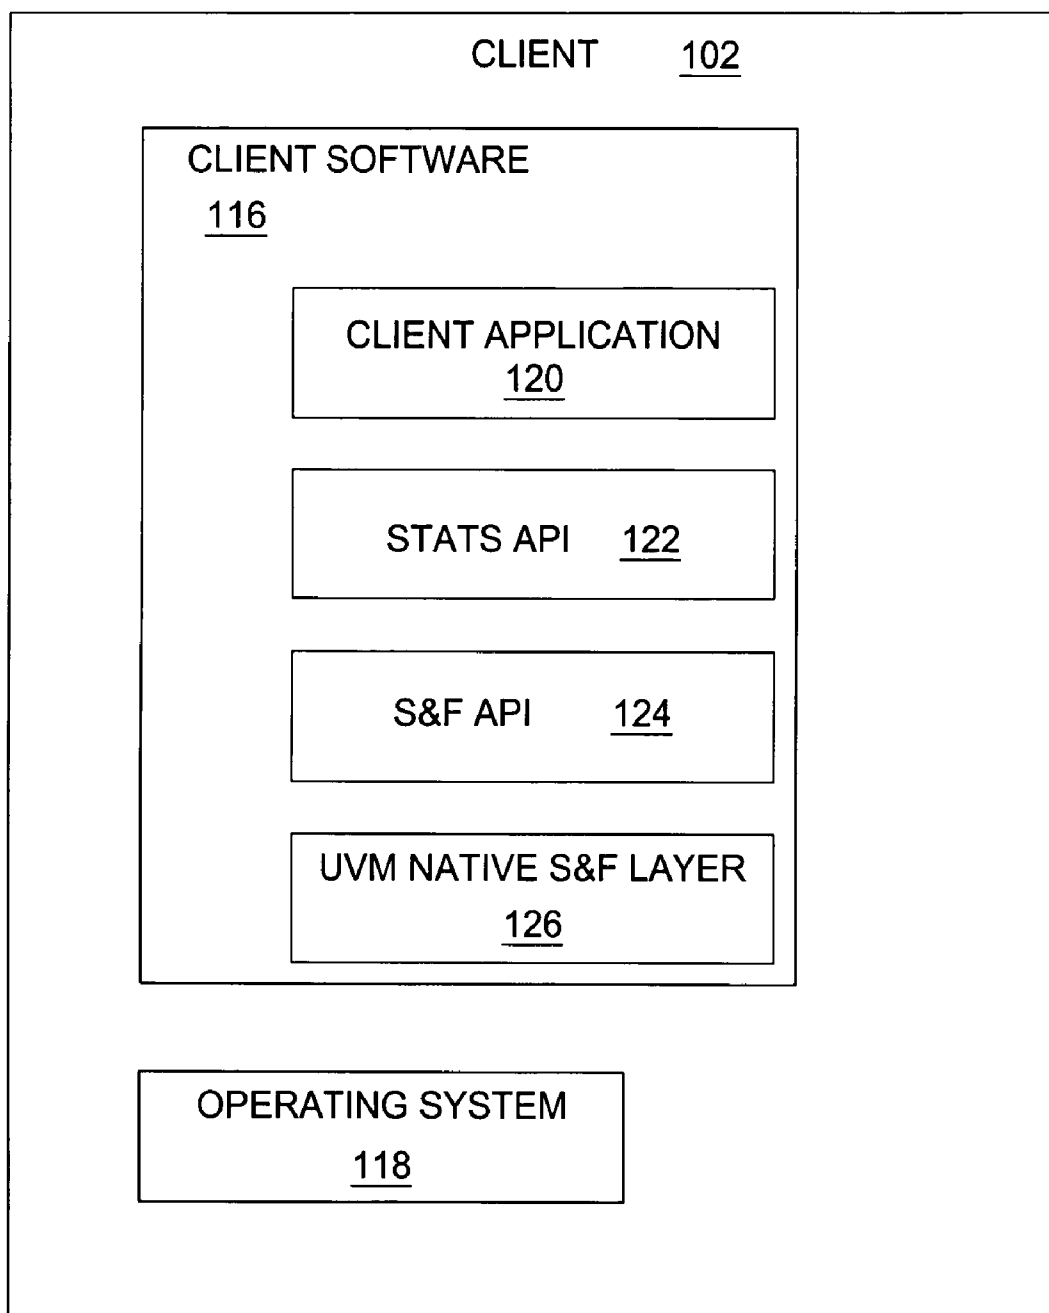 CLIENT 102
CLIENT SOFTWARE
116
CLIENT APPLICATION
120
STATS API 122
S&F API 124
UVM NATIVE S&F LAYER
126
OPERATING SYSTEM
118